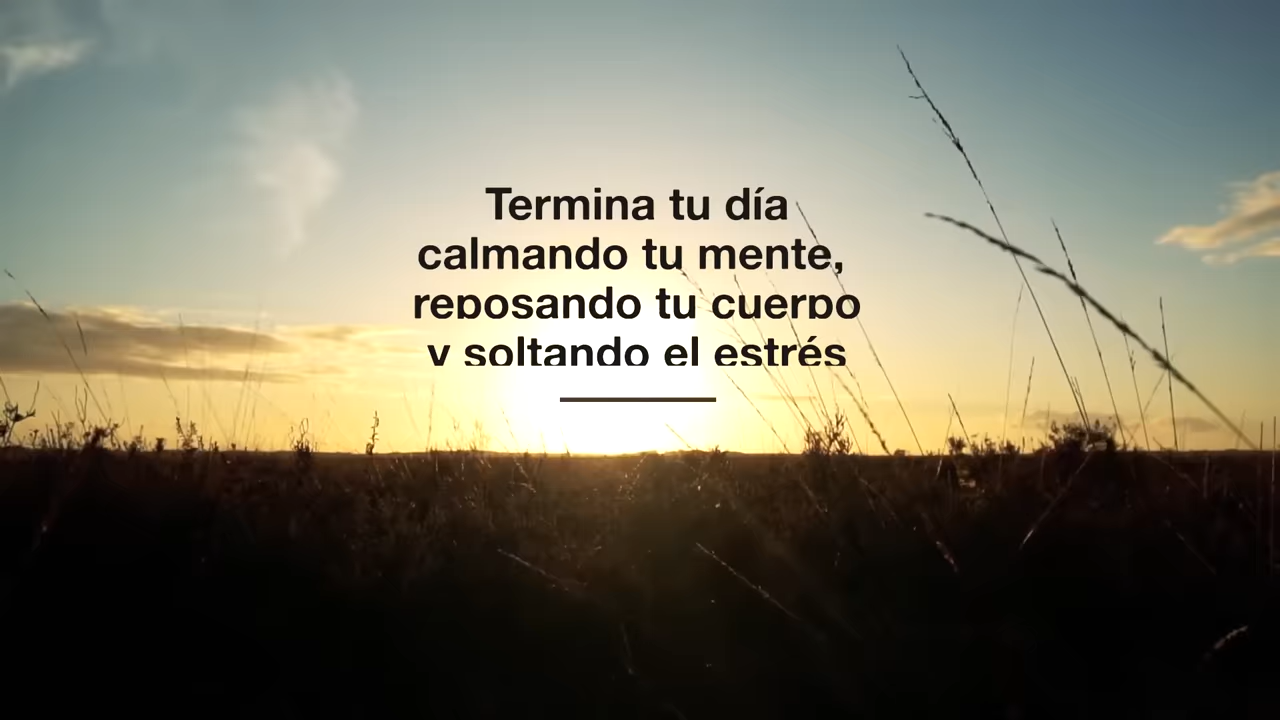 Termina tu día
calmando tu mente,
reposando tu cuerpo
y soltando el estrés